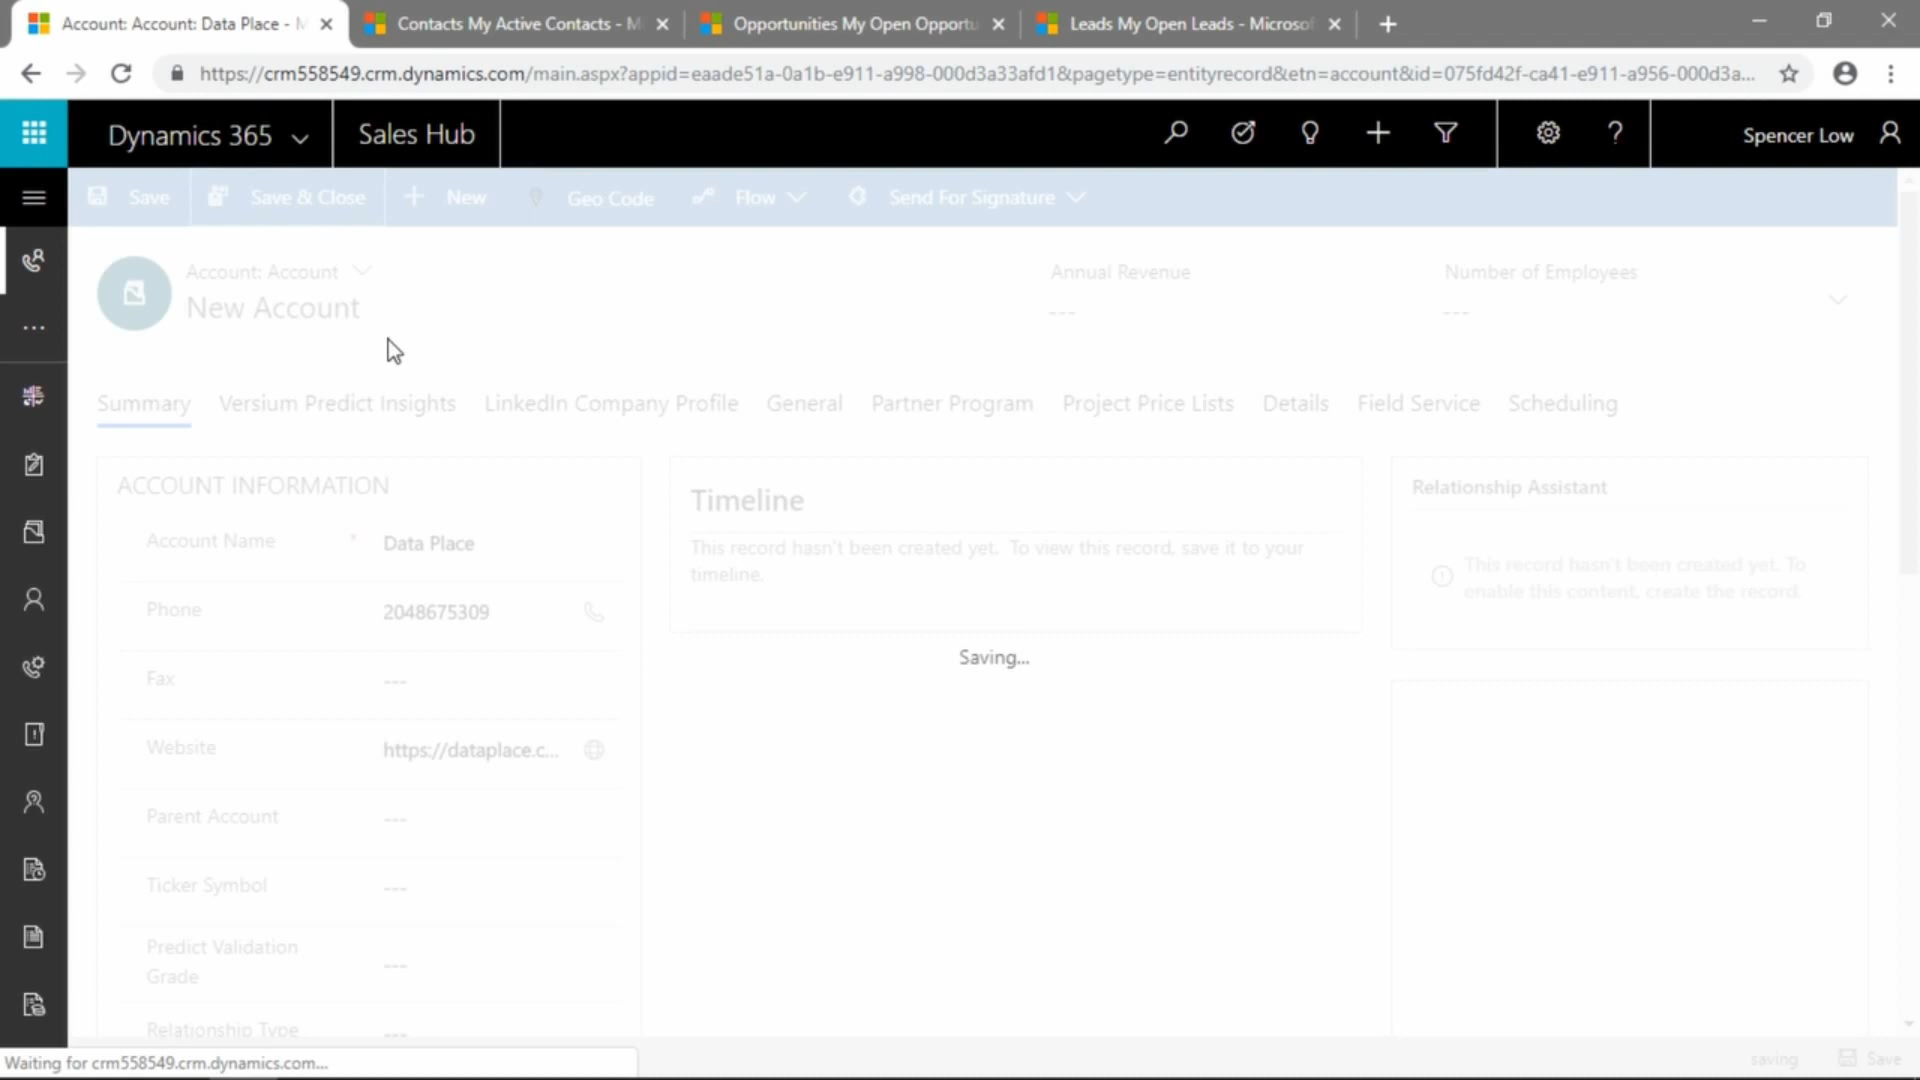 Account: Account: Data Place - M
Contacts My Active Contacts - M
Opportunities My Open Opportu
Leads My Open Leads - Microsof
https://crm558549.crm.dynamics.com/main.aspx?appid=eaade51a-0a1b-e911-a998-000d3a33afd1&pagetype=entityrecord&etn=account&id=075fd42f-ca41-e911-a956-000d3a...
Dynamics 365
Sales Hub
Spencer Low
Save
Save & Close
New
Geo Code
Flow
Send For Signature
Account: Account
New Account
Annual Revenue
---
Number of Employees
---
Summary
Versium Predict Insights
LinkedIn Company Profile
General
Partner Program
Project Price Lists
Details
Field Service
Scheduling
ACCOUNT INFORMATION
Account Name * Data Place
Phone 2048675309
Fax ---
Website https://dataplace.c...
Parent Account ---
Ticker Symbol ---
Predict Validation
Grade ---
Relationship Type ---
Timeline
This record hasn't been created yet. To view this record, save it to your
timeline.
Saving...
Relationship Assistant
This record hasn't been created yet. To
enable this content, create the record.
Waiting for crm558549.crm.dynamics.com...
saving
Save